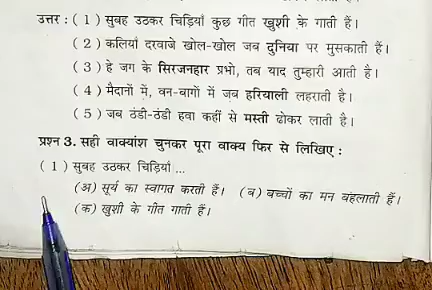 उत्तर : ( 1 ) सुबह उठकर चिड़ियाँ कुछ गीत खुशी के गाती हैं।
( 2 ) कलियाँ दरवाजे खोल-खोल जब दुनिया पर मुसकाती हैं।
( 3 ) हे जग के सिरजनहार प्रभो, तब याद तुम्हारी आती है।
( 4 ) मैदानों में, वन-बागों में जब हरियाली लहराती है।
( 5 ) जब ठंडी-ठंडी हवा कहीं से मस्ती ढोकर लाती है।
प्रश्न 3. सही वाक्यांश चुनकर पूरा वाक्य फिर से लिखिए :
( 1 ) सुबह उठकर चिड़ियाँ ...
(अ) सूर्य का स्वागत करती हैं। (ब) बच्चों का मन बहलाती हैं।
(क) खुशी के गीत गाती हैं।